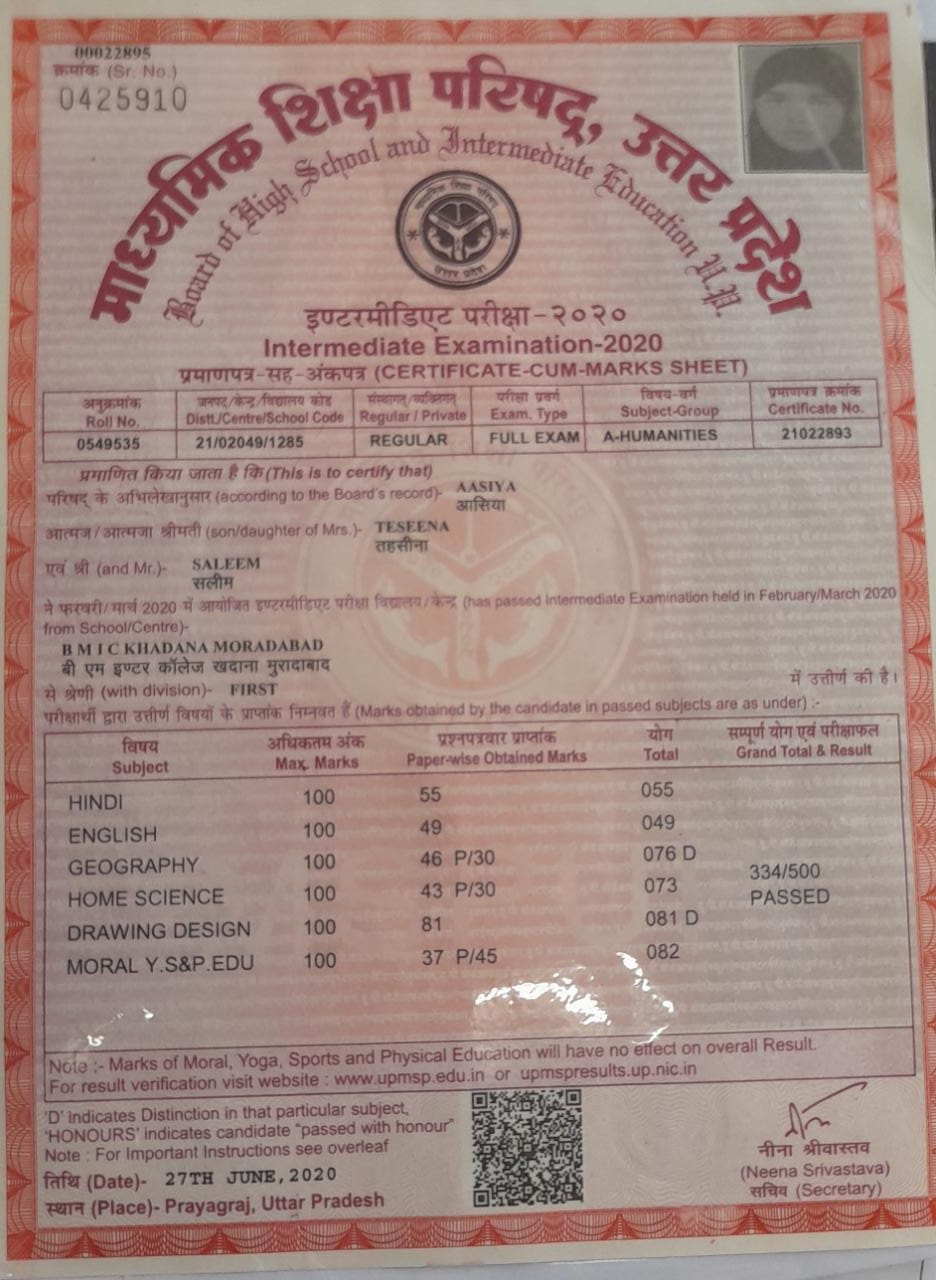 00022895
क्रमांक (Sr. No.)
0425910
माध्यमिक शिक्षा परिषद्, उत्तर प्रदेश
Board of High School and Intermediate Education U.P.
माध्यमिक शिक्षा परिषद
उत्तर प्रदेश
इण्टरमीडिएट परीक्षा-२०२०
Intermediate Examination-2020
प्रमाणपत्र-सह-अंकपत्र (CERTIFICATE-CUM-MARKS SHEET)
अनुक्रमांक जनपद/केन्द्र/विद्यालय कोड संस्थागत/व्यक्तिगत परीक्षा प्रवर्ग विषय-वर्ग प्रमाणपत्र क्रमांक
Roll No. Distt./Centre/School Code Regular / Private Exam. Type Subject-Group Certificate No.
0549535 21/02049/1285 REGULAR FULL EXAM A-HUMANITIES 21022893
प्रमाणित किया जाता है कि (This is to certify that)
परिषद् के अभिलेखानुसार (according to the Board's record)- AASIYA
आसिया
आत्मज/आत्मजा श्रीमती (son/daughter of Mrs.)- TESEENA
तहसीना
एवं श्री (and Mr.)- SALEEM
सलीम
ने फरवरी/मार्च 2020 में आयोजित इण्टरमीडिएट परीक्षा विद्यालय/केन्द्र (has passed Intermediate Examination held in February/March 2020
from School/Centre)-
B M I C KHADANA MORADABAD
बी एम इण्टर कॉलेज खदाना मुरादाबाद
से श्रेणी (with division)- FIRST में उत्तीर्ण की है।
परीक्षार्थी द्वारा उत्तीर्ण विषयों के प्राप्तांक निम्नवत हैं (Marks obtained by the candidate in passed subjects are as under) :-
विषय अधिकतम अंक प्रश्नपत्रवार प्राप्तांक योग सम्पूर्ण योग एवं परीक्षाफल
Subject Max. Marks Paper-wise Obtained Marks Total Grand Total & Result
HINDI 100 55 055
ENGLISH 100 49 049
GEOGRAPHY 100 46 P/30 076 D
334/500
HOME SCIENCE 100 43 P/30 073
PASSED
DRAWING DESIGN 100 81 081 D
MORAL Y.S&P.EDU 100 37 P/45 082
Note :- Marks of Moral, Yoga, Sports and Physical Education will have no effect on overall Result.
For result verification visit website : www.upmsp.edu.in or upmspresults.up.nic.in
'D' Indicates Distinction in that particular subject,
'HONOURS' indicates candidate "passed with honour"
Note : For Important Instructions see overleaf
तिथि (Date)- 27TH JUNE, 2020
स्थान (Place)- Prayagraj, Uttar Pradesh
नीना श्रीवास्तव
(Neena Srivastava)
सचिव (Secretary)